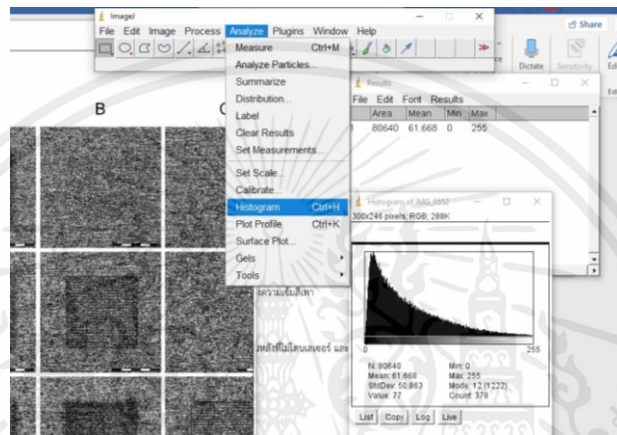 ImageJ
File Edit Image Process Analyze Plugins Window Help
Share
Dictate
Sensitivity
Measure Ctrl+M
Analyze Particles...
Summarize
Distribution...
Label
Clear Results
Set Measurements...
Set Scale...
Calibrate...
Histogram Ctrl+H
Plot Profile Ctrl+K
Surface Plot...
Gels
Tools
B
C
Results
File Edit Font Results
Area Mean Min Max
1 80640 61.668 0 255
Histogram of IMG_0552
300x246 pixels; RGB; 288K
0 255
N: 80640 Min: 0
Mean: 61.668 Max: 255
StdDev: 50.863 Mode: 12 (1222)
Value: 77 Count: 378
List Copy Log Live